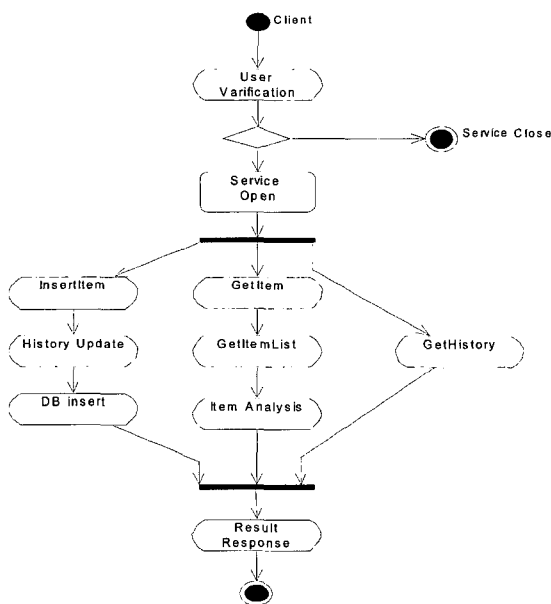 Client
User
Varification
Service Close
Service
Open
InsertItem
GetItem
History Update
GetItemList
GetHistory
DB insert
Item Analysis
Result
Response